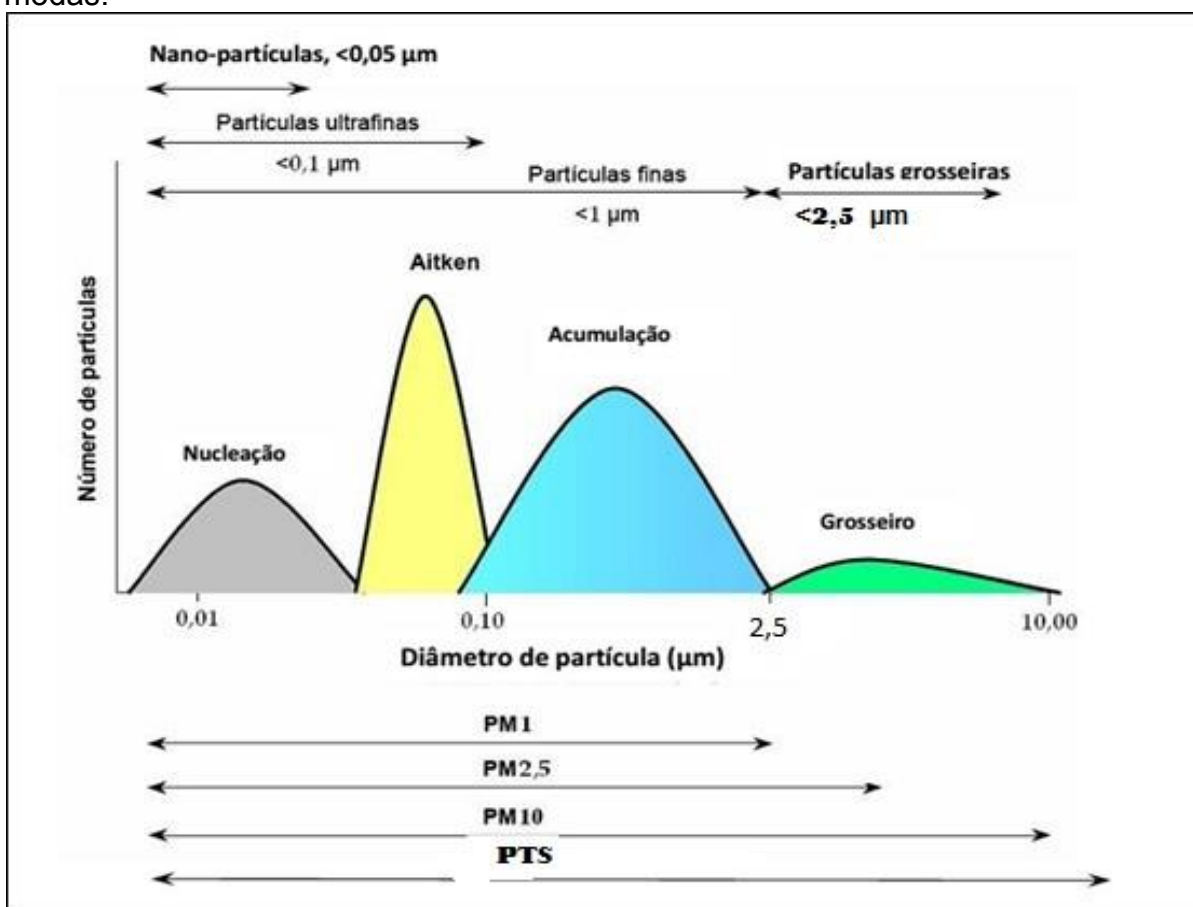 modas.
Nano-partículas, <0,05 µm
Partículas ultrafinas
<0,1 µm
Partículas finas
<1 µm
Partículas grosseiras
<2,5 µm
Aitken
Acumulação
Nucleação
Grosseiro
Número de partículas
0,01
0,10
2,5
10,00
Diâmetro de partícula (µm)
PM1
PM2,5
PM10
PTS